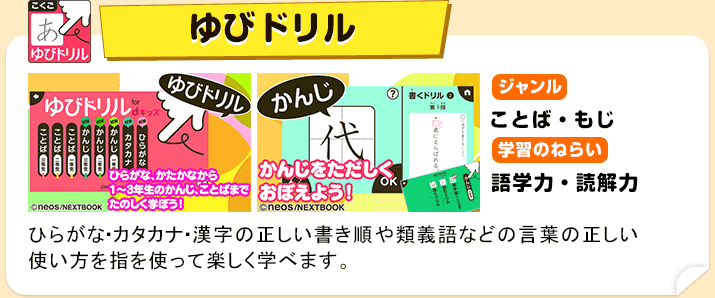 こくご
あ
ゆびドリル
ゆびドリル
ゆびドリル for dキッズ
ゆびドリル
ひらがな
カタカナ
かんじ
かんじ
かんじ
ことば
ことば
ことば
ひらがな、かたかなから
1〜3年生のかんじ、ことばまで
たのしく学ぼう!
©neos/NEXTBOOK
かんじ
?
書くドリル
第1問
代
OK
かんじをただしく
おぼえよう!
©neos/NEXTBOOK
ジャンル
ことば・もじ
学習のねらい
語学力・読解力
ひらがな・カタカナ・漢字の正しい書き順や類義語などの言葉の正しい
使い方を指を使って楽しく学べます。